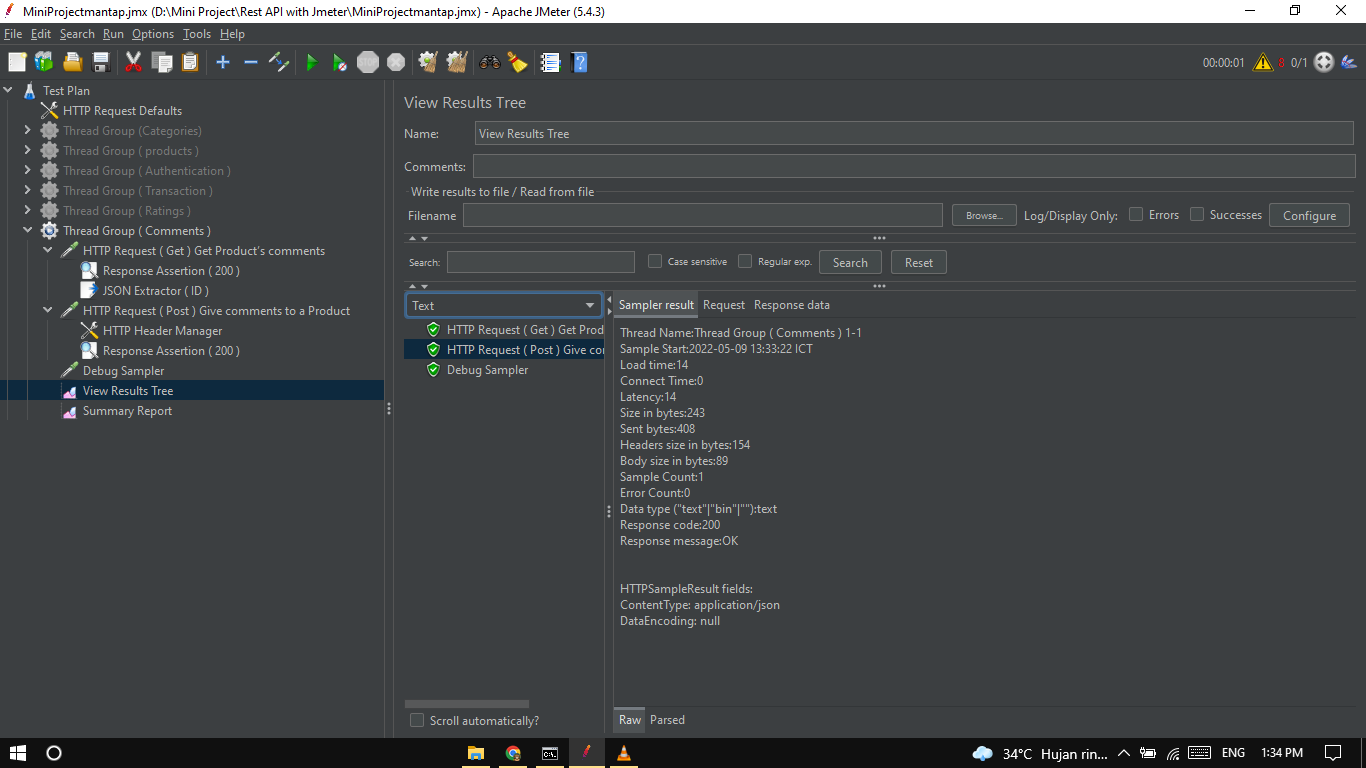 MiniProjectmantap.jmx (D:\Mini Project\Rest API with Jmeter\MiniProjectmantap.jmx) - Apache JMeter (5.4.3)
File Edit Search Run Options Tools Help
STOP
00:00:01 8 0/1
Test Plan
HTTP Request Defaults
Thread Group (Categories)
Thread Group ( products )
Thread Group ( Authentication )
Thread Group ( Transaction )
Thread Group ( Ratings )
Thread Group ( Comments )
HTTP Request ( Get ) Get Product's comments
Response Assertion ( 200 )
JSON Extractor ( ID )
HTTP Request ( Post ) Give comments to a Product
HTTP Header Manager
Response Assertion ( 200 )
Debug Sampler
View Results Tree
Summary Report
View Results Tree
Name: View Results Tree
Comments:
Write results to file / Read from file
Filename Browse... Log/Display Only: Errors Successes Configure
Search: Case sensitive Regular exp. Search Reset
Text
HTTP Request ( Get ) Get Prod
HTTP Request ( Post ) Give co
Debug Sampler
Scroll automatically?
Sampler result Request Response data
Thread Name:Thread Group ( Comments ) 1-1
Sample Start:2022-05-09 13:33:22 ICT
Load time:14
Connect Time:0
Latency:14
Size in bytes:243
Sent bytes:408
Headers size in bytes:154
Body size in bytes:89
Sample Count:1
Error Count:0
Data type ("text"|"bin"|""):text
Response code:200
Response message:OK
HTTPSampleResult fields:
ContentType: application/json
DataEncoding: null
Raw Parsed
34°C Hujan rin... ENG 1:34 PM